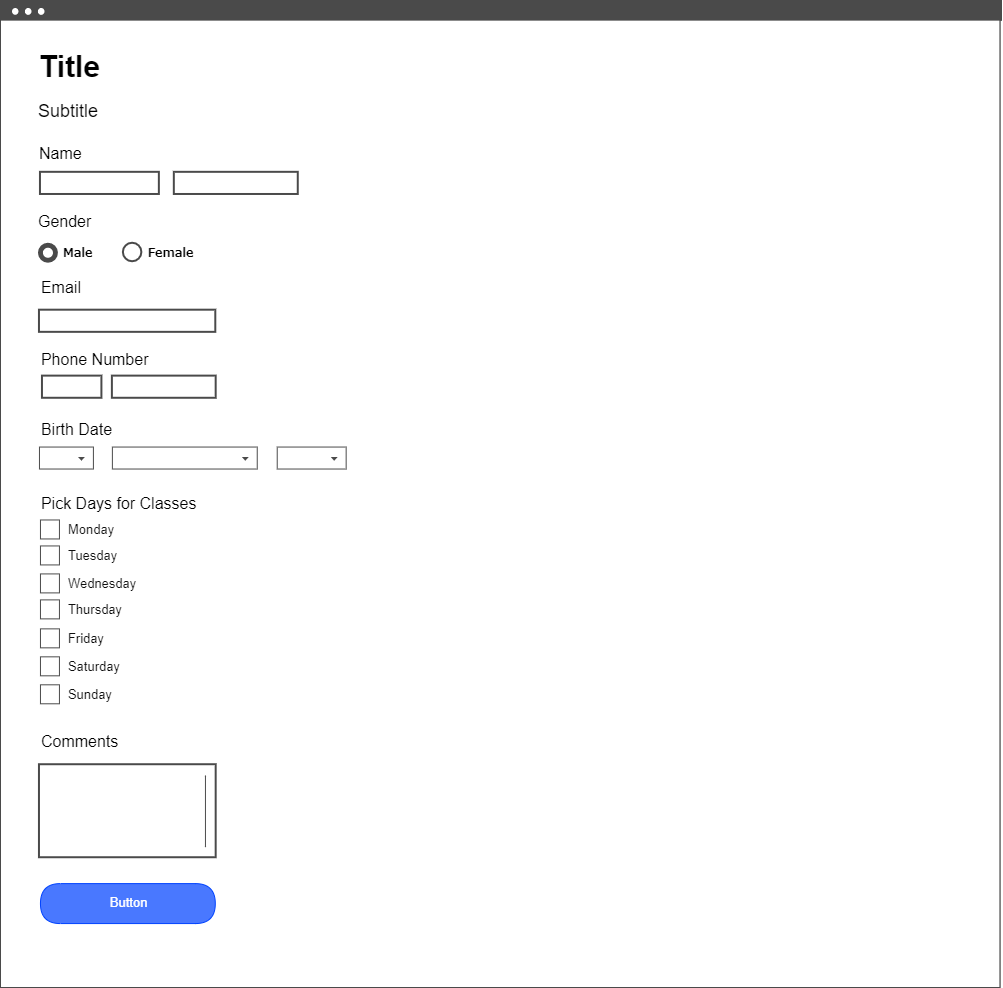 Title
Subtitle
Name
Gender
Male Female
Email
Phone Number
Birth Date
Pick Days for Classes
Monday
Tuesday
Wednesday
Thursday
Friday
Saturday
Sunday
Comments
Button